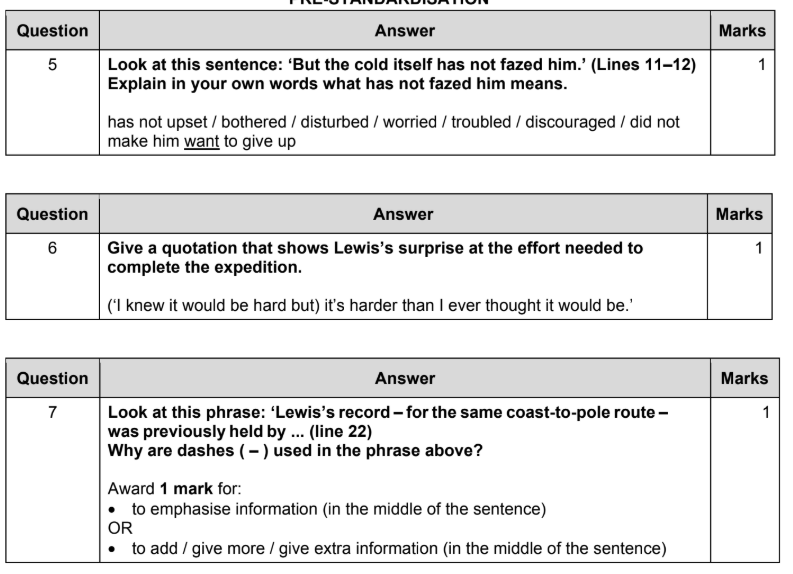 PRE-STANDARDISATION
Question Answer Marks
5 Look at this sentence: ‘But the cold itself has not fazed him.’ (Lines 11–12) 1
Explain in your own words what has not fazed him means.
has not upset / bothered / disturbed / worried / troubled / discouraged / did not
make him want to give up
Question Answer Marks
6 Give a quotation that shows Lewis’s surprise at the effort needed to 1
complete the expedition.
(‘I knew it would be hard but) it’s harder than I ever thought it would be.’
Question Answer Marks
7 Look at this phrase: ‘Lewis’s record – for the same coast-to-pole route – 1
was previously held by ... (line 22)
Why are dashes ( – ) used in the phrase above?
Award 1 mark for:
• to emphasise information (in the middle of the sentence)
OR
• to add / give more / give extra information (in the middle of the sentence)